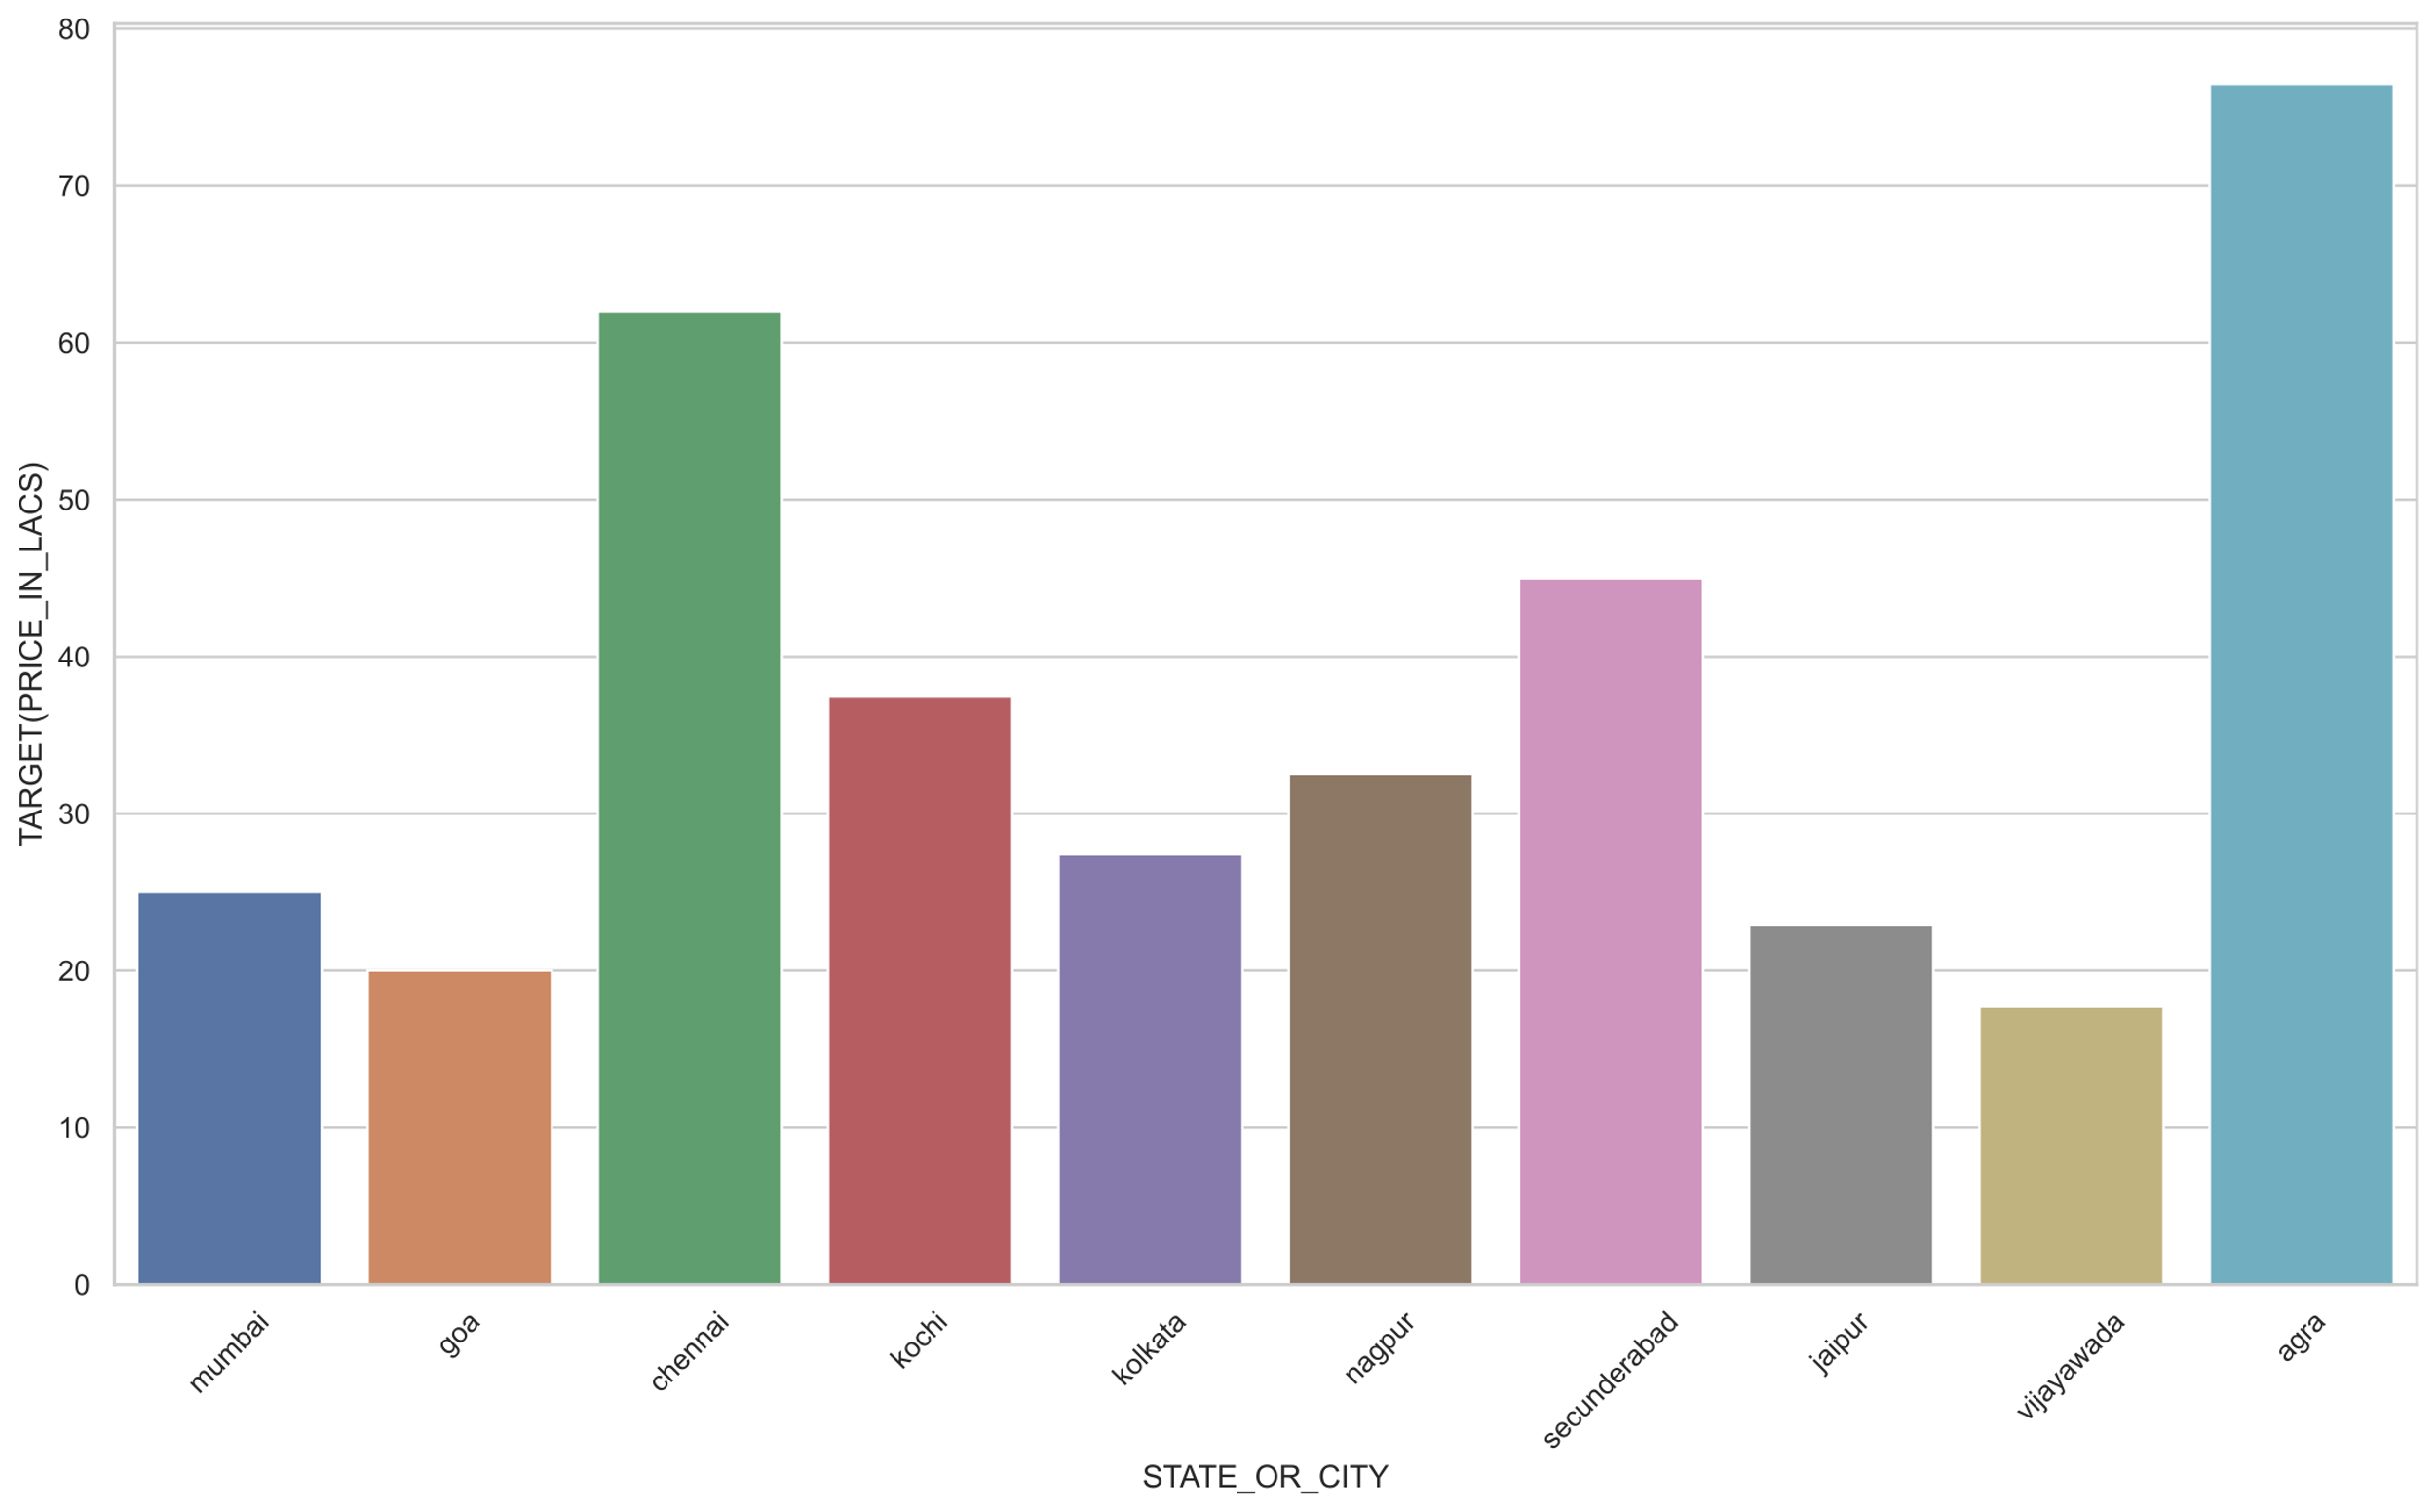 80
70
60
50
40
30
20
10
0
TARGET(PRICE_IN_LACS)
mumbai
goa
chennai
kochi
kolkata
nagpur
secunderabad
jaipur
vijayawada
agra
STATE_OR_CITY